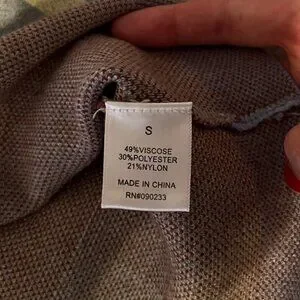 S
49%VISCOSE
30%POLYESTER
21%NYLON
MADE IN CHINA
RN#090233